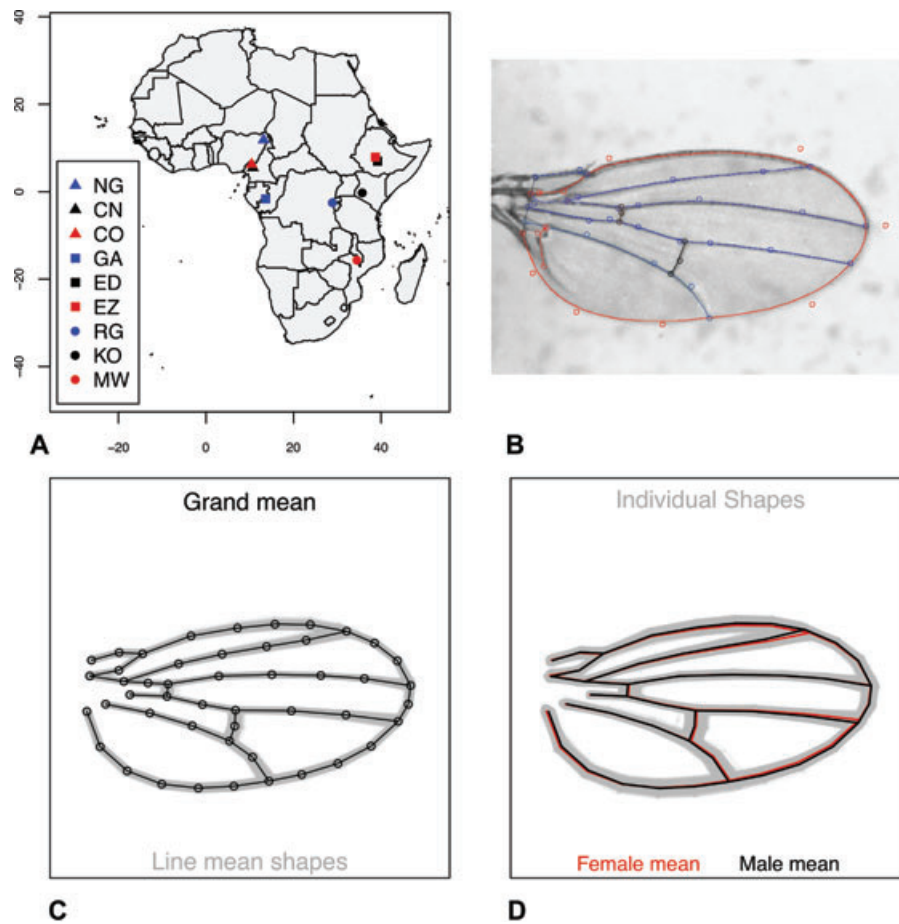 40
20
0
−20
−40
NG
CN
CO
GA
ED
EZ
RG
KO
MW
−20
0
20
40
A
B
Grand mean
Line mean shapes
C
Individual Shapes
Female mean
Male mean
D